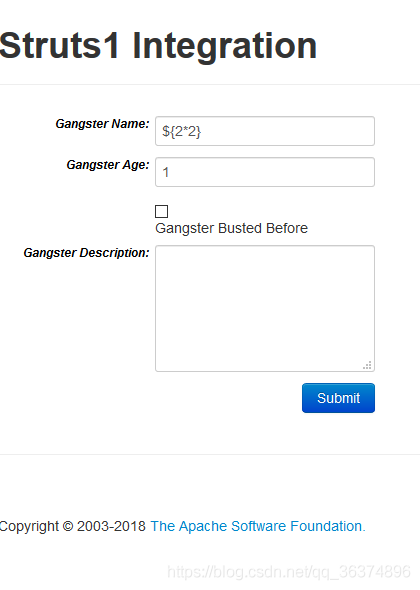 Struts1 Integration
Gangster Name: ${2*2}
Gangster Age: 1
Gangster Busted Before
Gangster Description:
Submit
Copyright © 2003-2018 The Apache Software Foundation.
https://blog.csdn.net/qq_36374896